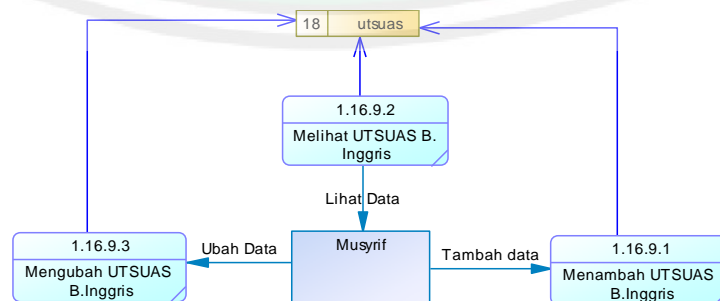 18 utsuas
1.16.9.2
Melihat UTSUAS B.
Inggris
Lihat Data
1.16.9.3
Mengubah UTSUAS
B.Inggris
Ubah Data
Musyrif
Tambah data
1.16.9.1
Menambah UTSUAS
B.Inggris